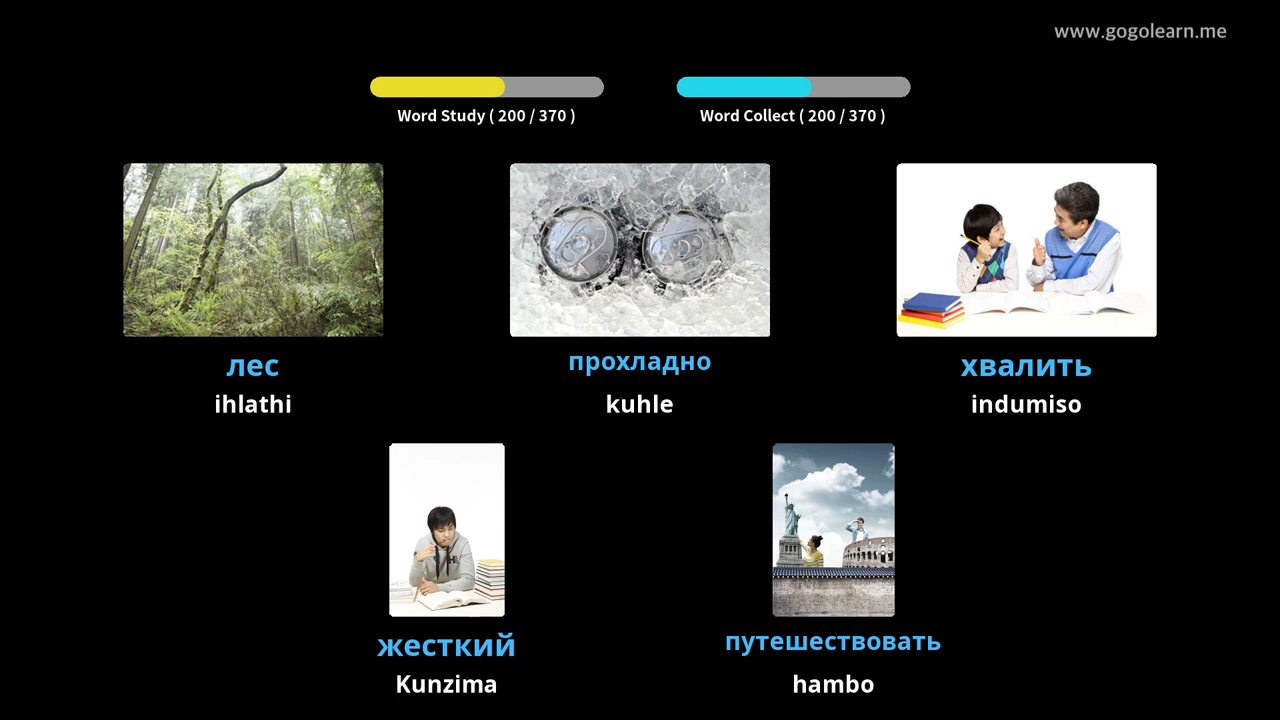 www.gogolearn.me
Word Study ( 200 / 370 )
Word Collect ( 200 / 370 )
лес
ihlathi
прохладно
kuhle
хвалить
indumiso
жесткий
Kunzima
путешествовать
hambo